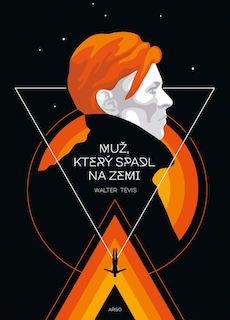 MUŽ,
KTERÝ SPADL
NA ZEMI
WALTER TEVIS
ARGO